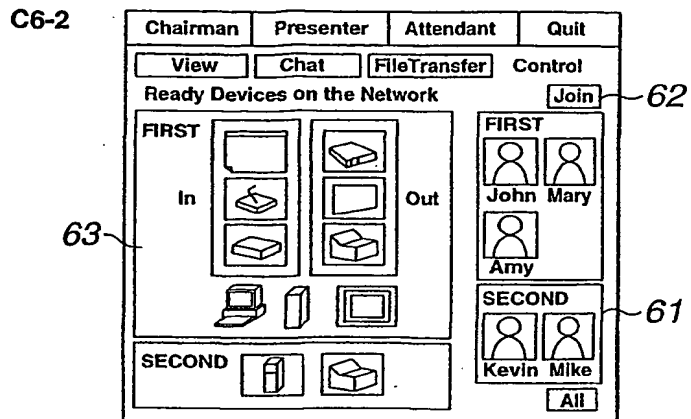 C6-2
Chairman Presenter Attendant Quit
View Chat FileTransfer Control
Ready Devices on the Network Join 62
FIRST
In
Out
63
SECOND
FIRST
John Mary
Amy
SECOND
61
Kevin Mike
All